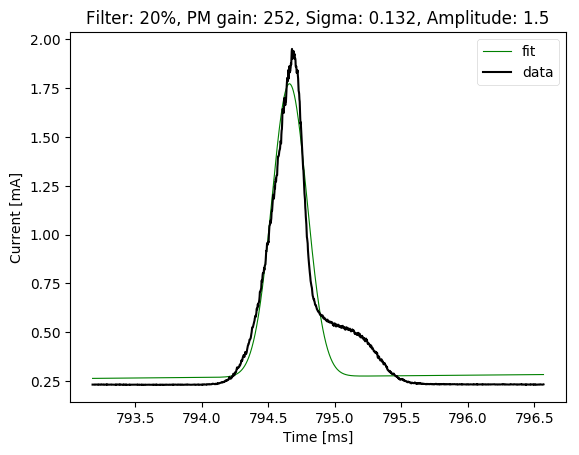 Filter: 20%, PM gain: 252, Sigma: 0.132, Amplitude: 1.5
fit
data
Current [mA]
2.00
1.75
1.50
1.25
1.00
0.75
0.50
0.25
793.5 794.0 794.5 795.0 795.5 796.0 796.5
Time [ms]